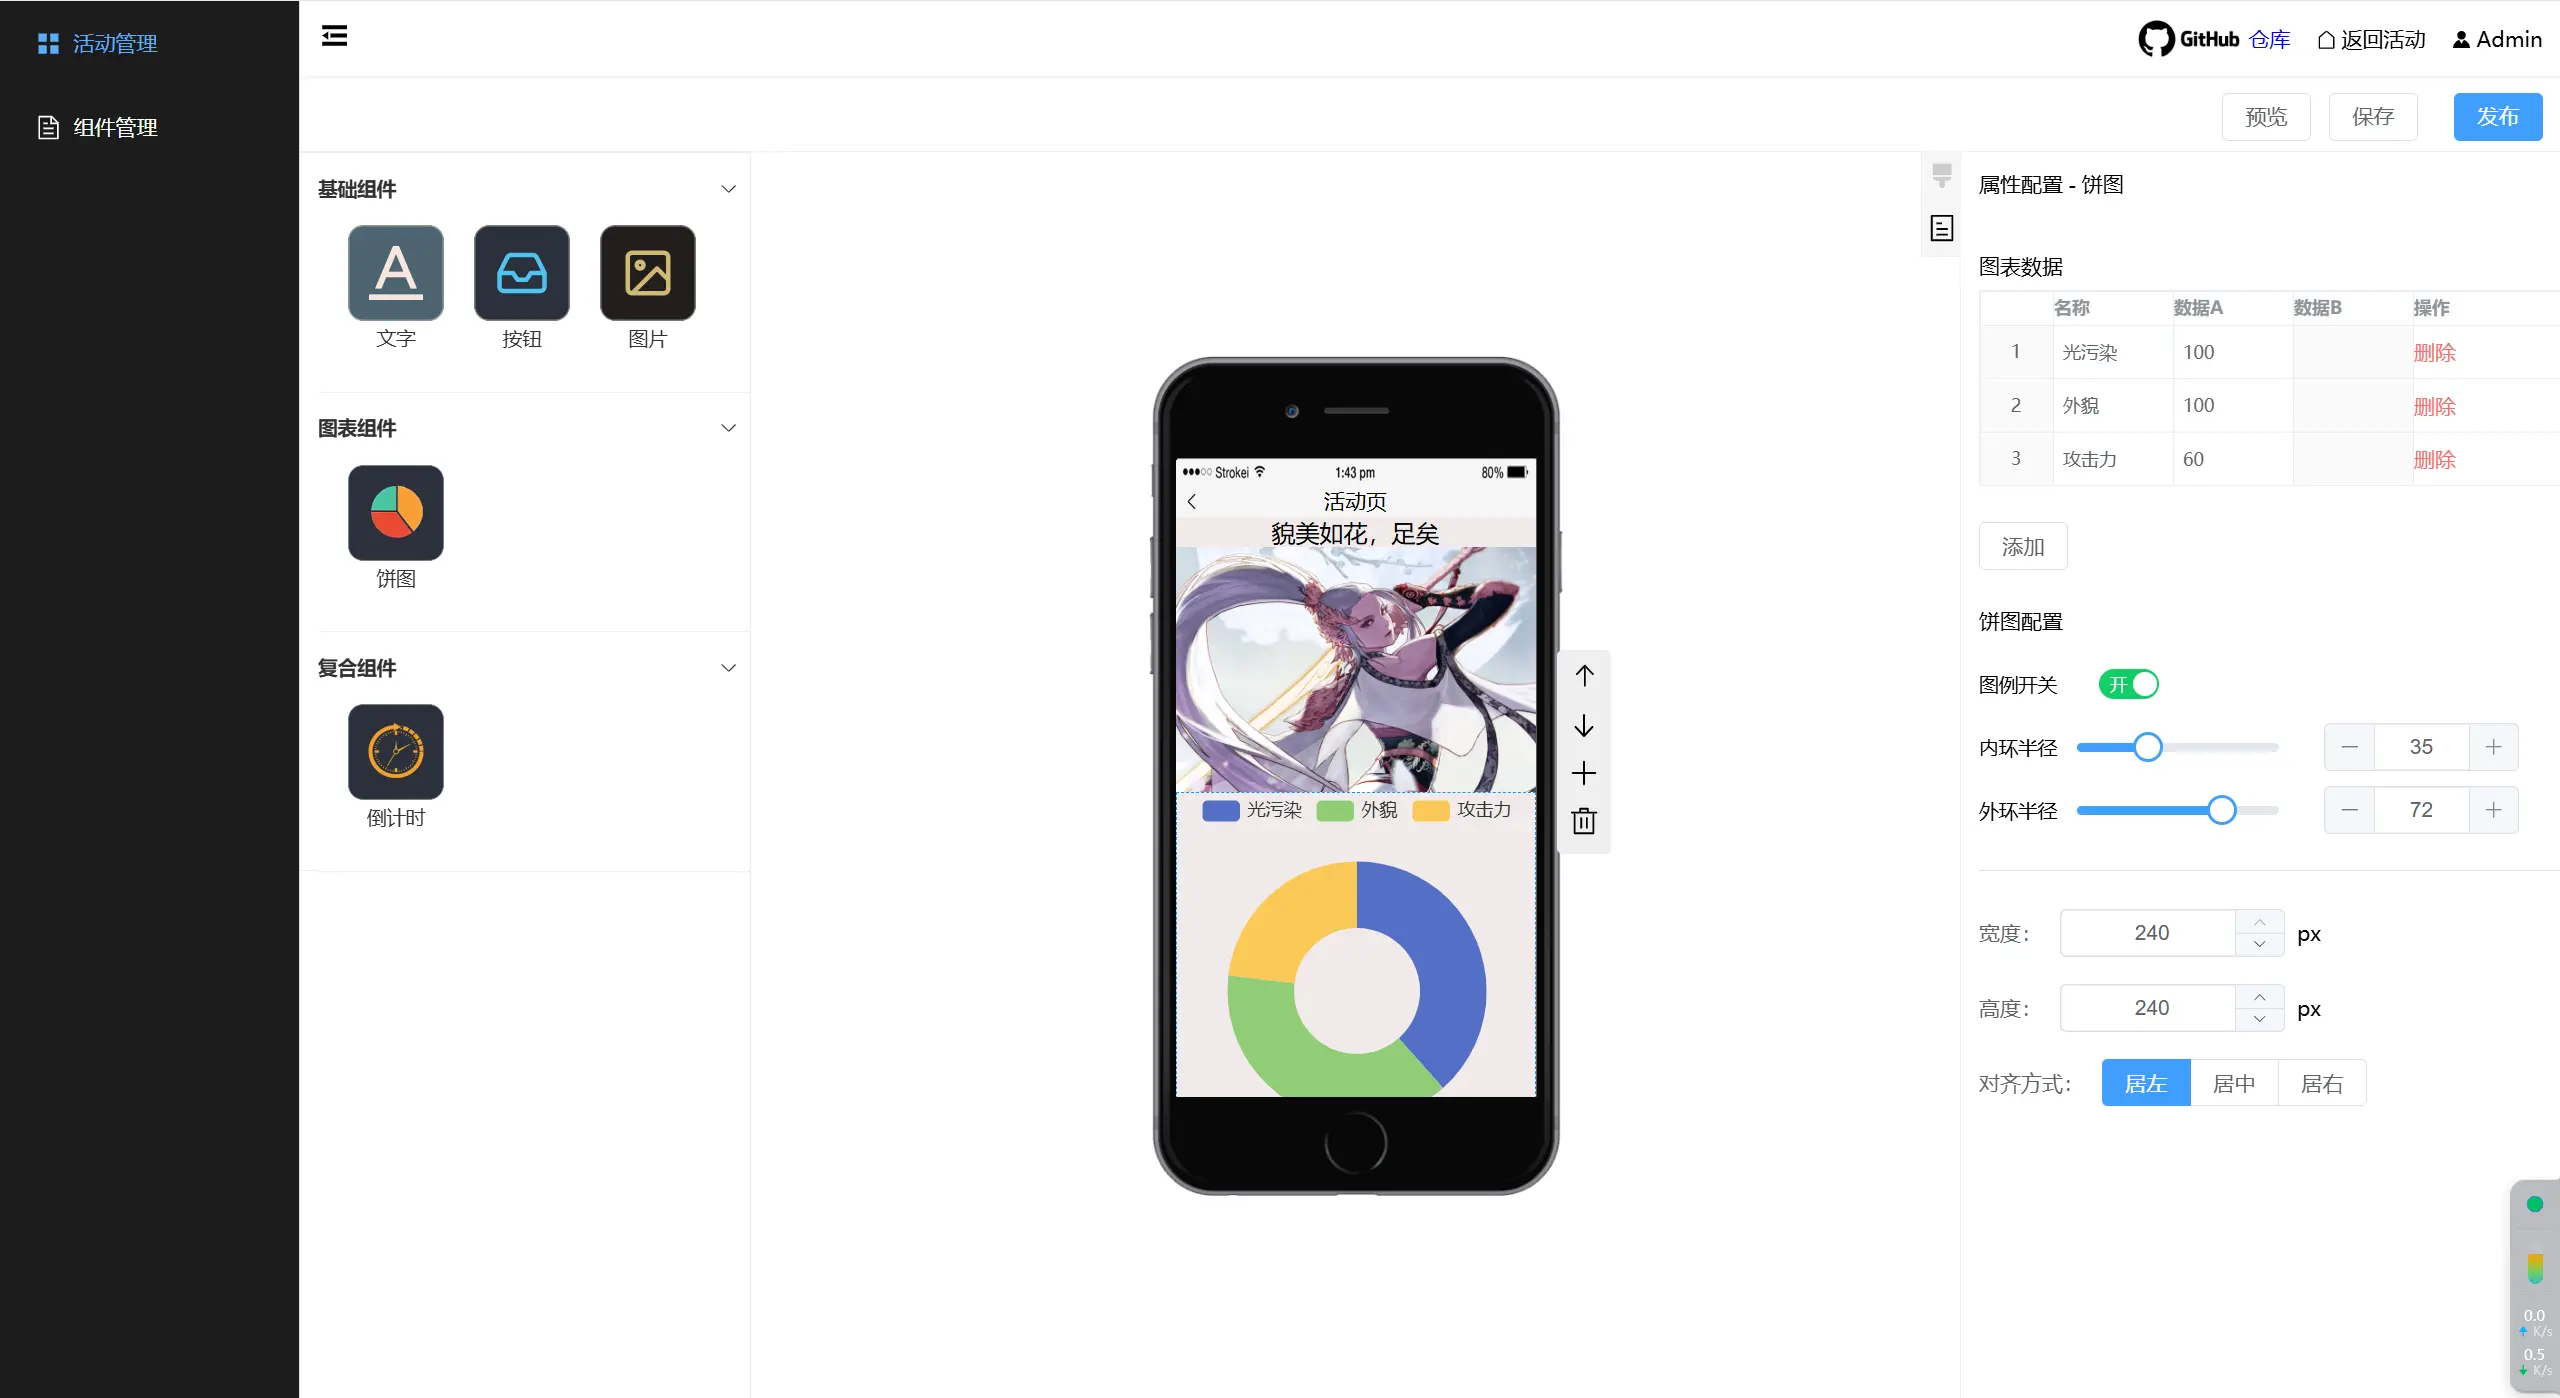 活动管理
组件管理
GitHub 仓库 返回活动 Admin
预览 保存 发布
基础组件
文字 按钮 图片
图表组件
饼图
复合组件
倒计时
●●●○○ Strokei 1:43 pm 80%
活动页
貌美如花，足矣
光污染 外貌 攻击力
属性配置 - 饼图
图表数据
名称 数据A 数据B 操作
1 光污染 100 删除
2 外貌 100 删除
3 攻击力 60 删除
添加
饼图配置
图例开关 开
内环半径 35
外环半径 72
宽度： 240 px
高度： 240 px
对齐方式： 居左 居中 居右
0.0
K/s
0.5
K/s